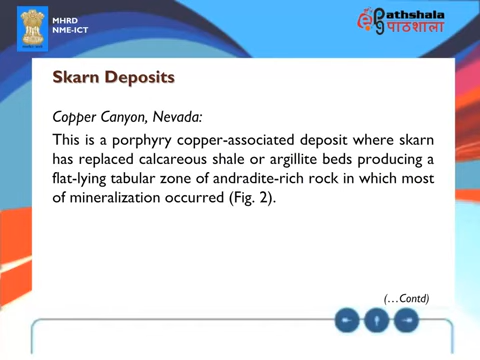 MHRD
NME-ICT
Pathshala
पाठशाला
Skarn Deposits
Copper Canyon, Nevada:
This is a porphyry copper-associated deposit where skarn
has replaced calcareous shale or argillite beds producing a
flat-lying tabular zone of andradite-rich rock in which most
of mineralization occurred (Fig. 2).
(…Contd)